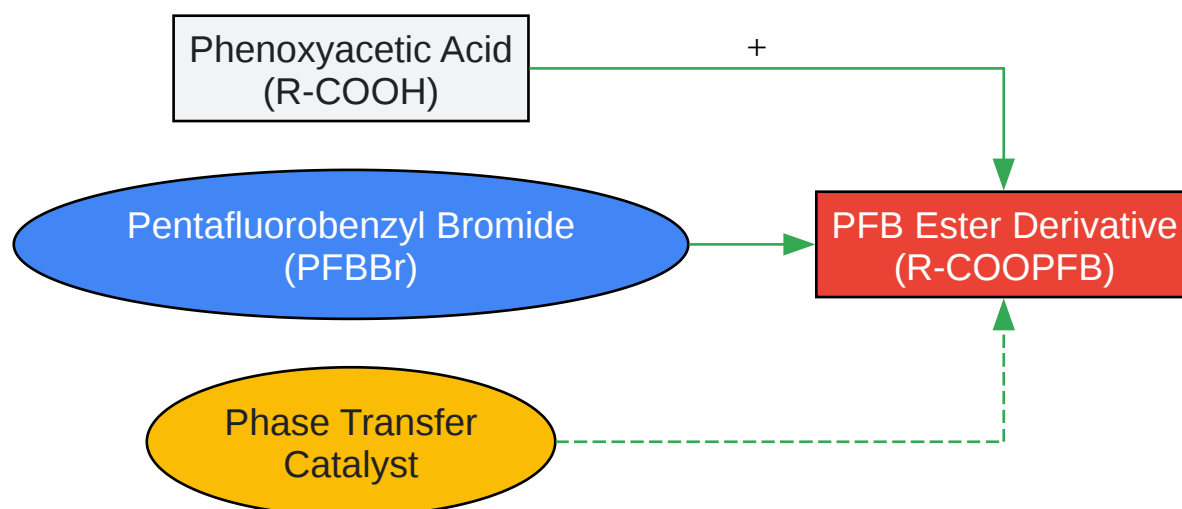 Phenoxyacetic Acid
(R-COOH)
+
Pentafluorobenzyl Bromide
(PFBBr)
PFB Ester Derivative
(R-COOPFB)
Phase Transfer
Catalyst